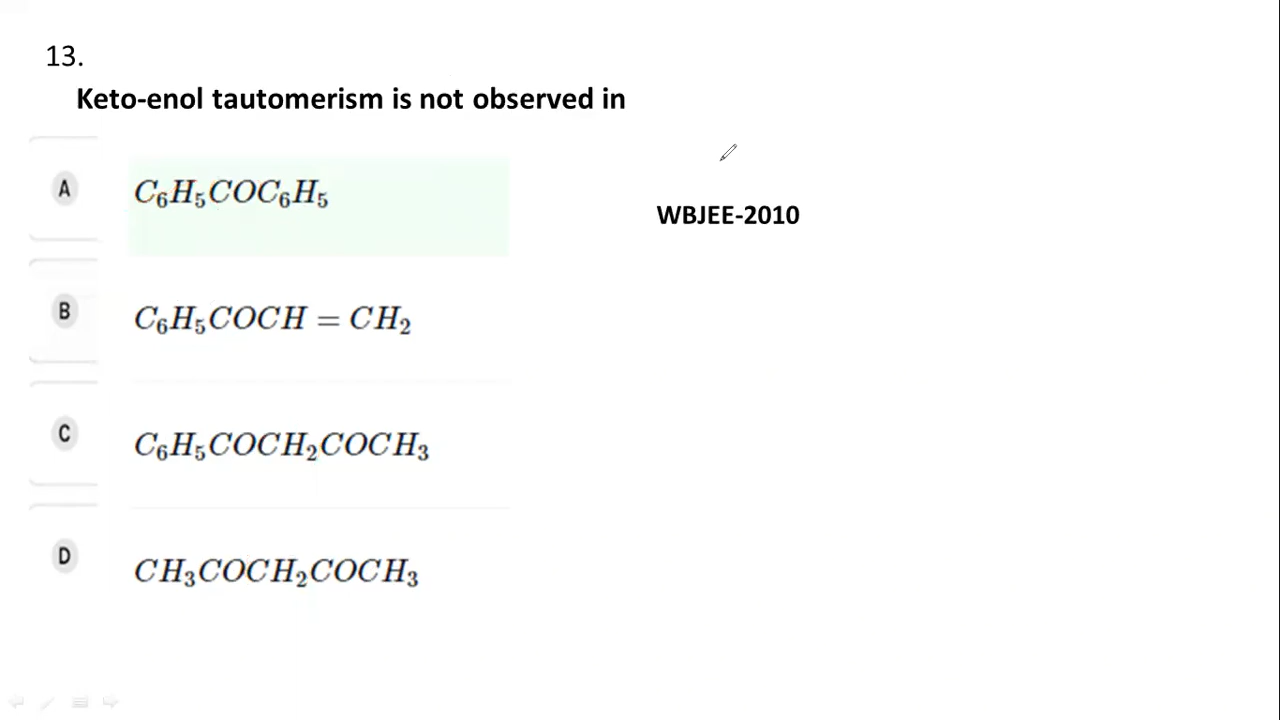 13.
Keto-enol tautomerism is not observed in
A
C₆H₅COC₆H₅
WBJEE-2010
B
C₆H₅COCH = CH₂
C
C₆H₅COCH₂COCH₃
D
CH₃COCH₂COCH₃